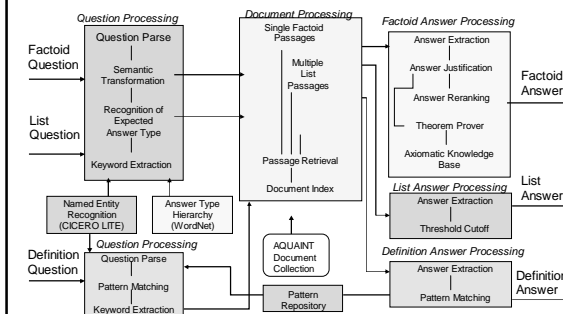 Question Processing
Document Processing
Factoid Answer Processing
Factoid
Question
List
Question
Question Parse
Semantic
Transformation
Recognition of
Expected
Answer Type
Keyword Extraction
Single Factoid
Passages
Multiple
List
Passages
Passage Retrieval
Document Index
Answer Extraction
Answer Justification
Answer Reranking
Theorem Prover
Axiomatic Knowledge
Base
Factoid
Answer
Named Entity
Recognition
(CICERO LITE)
Answer Type
Hierarchy
(WordNet)
List Answer Processing
Answer Extraction
Threshold Cutoff
List
Answer
Definition
Question
Question Processing
Question Parse
Pattern Matching
Keyword Extraction
AQUAINT
Document
Collection
Pattern
Repository
Definition Answer Processing
Answer Extraction
Pattern Matching
Definition
Answer